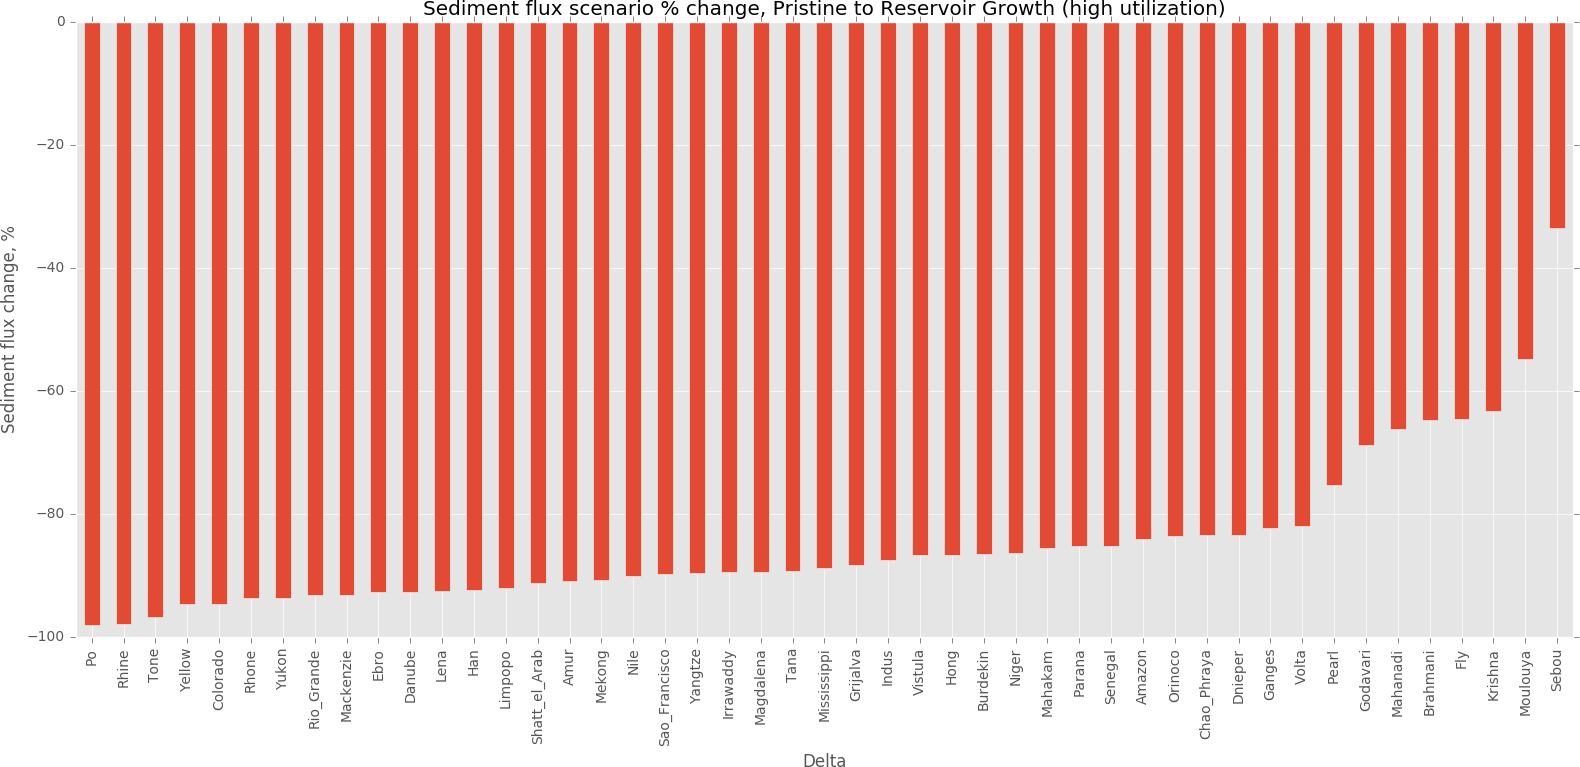 Sediment flux scenario % change, Pristine to Reservoir Growth (high utilization)
Sediment flux change, %
0
−20
−40
−60
−80
−100
Po
Rhine
Tone
Yellow
Colorado
Rhone
Yukon
Rio_Grande
Mackenzie
Ebro
Danube
Lena
Han
Limpopo
Shatt_el_Arab
Amur
Mekong
Nile
Sao_Francisco
Yangtze
Irrawaddy
Magdalena
Tana
Mississippi
Grijalva
Indus
Vistula
Hong
Burdekin
Niger
Mahakam
Parana
Senegal
Amazon
Orinoco
Chao_Phraya
Dnieper
Ganges
Volta
Pearl
Godavari
Mahanadi
Brahmani
Fly
Krishna
Moulouya
Sebou
Delta